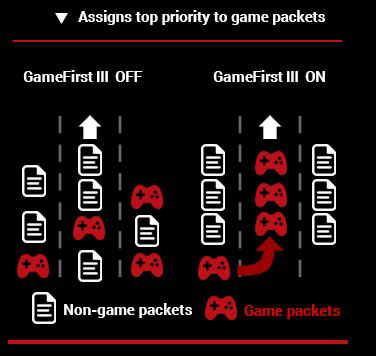 Assigns top priority to game packets
GameFirst III OFF
GameFirst III ON
Non-game packets
Game packets